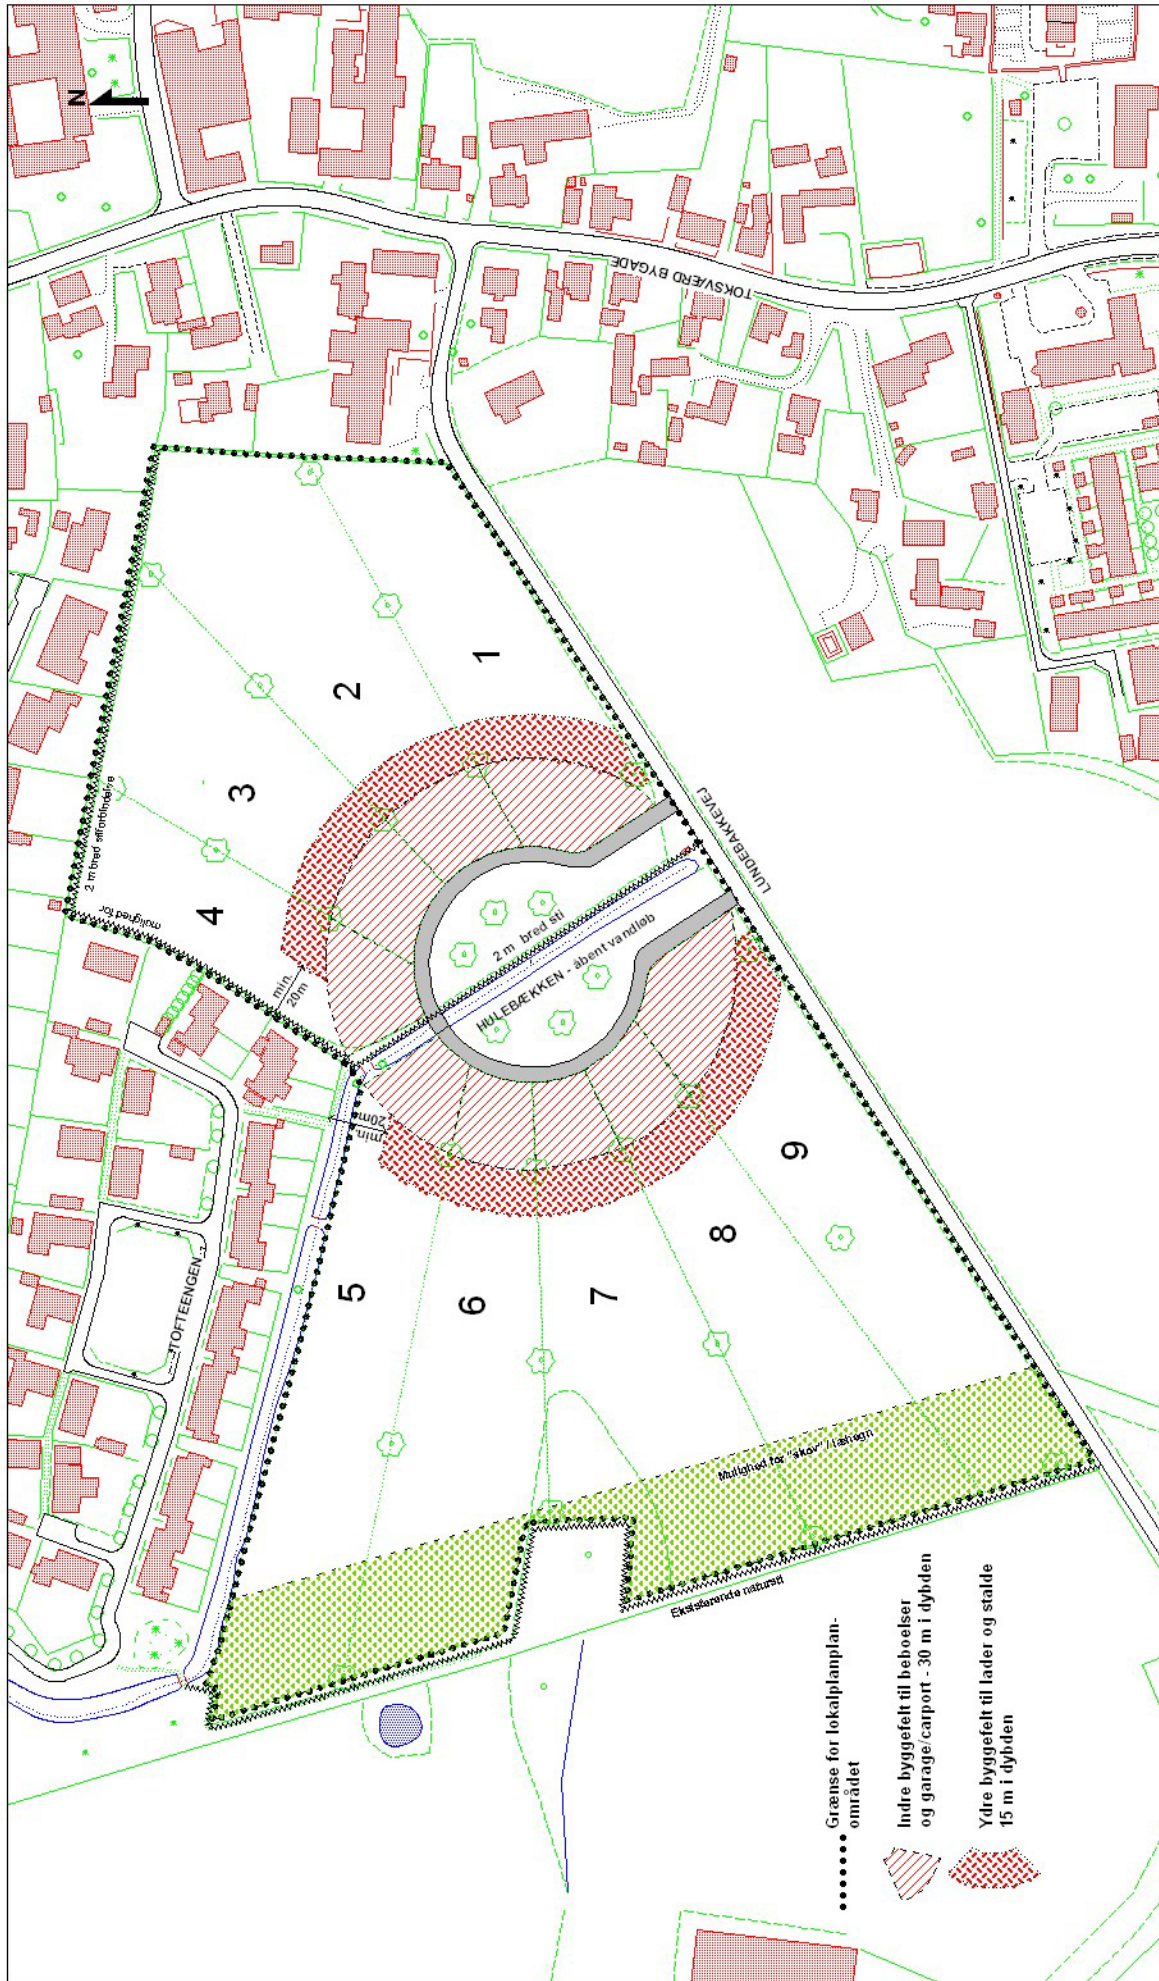 N
TOKSVÆRD BYGADE
LUNDEBAKKEVEJ
TOFTEENGEN
2 m bred stiforbindelse
mulighed for
1
2
3
4
5
6
7
8
9
min.
20m
min.
20m
2 m bred sti
HULEBÆKKEN - åbent vandløb
Mulighed for "skov" / læhegn
Eksisterende natursti
Grænse for lokalplanplan-
området
Indre byggefelt til beboelser
og garage/carport - 30 m i dybden
Ydre byggefelt til lader og stalde
15 m i dybden